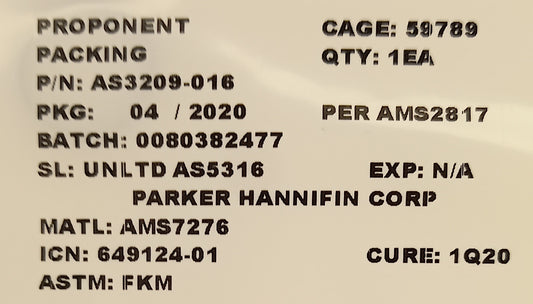 PROPONENT CAGE: 59789
PACKING QTY: 1EA
P/N: AS3209-016
PKG: 04 / 2020 PER AMS2817
BATCH: 0080382477
SL: UNLTD AS5316 EXP: N/A
PARKER HANNIFIN CORP
MATL: AMS7276
ICN: 649124-01 CURE: 1Q20
ASTM: FKM